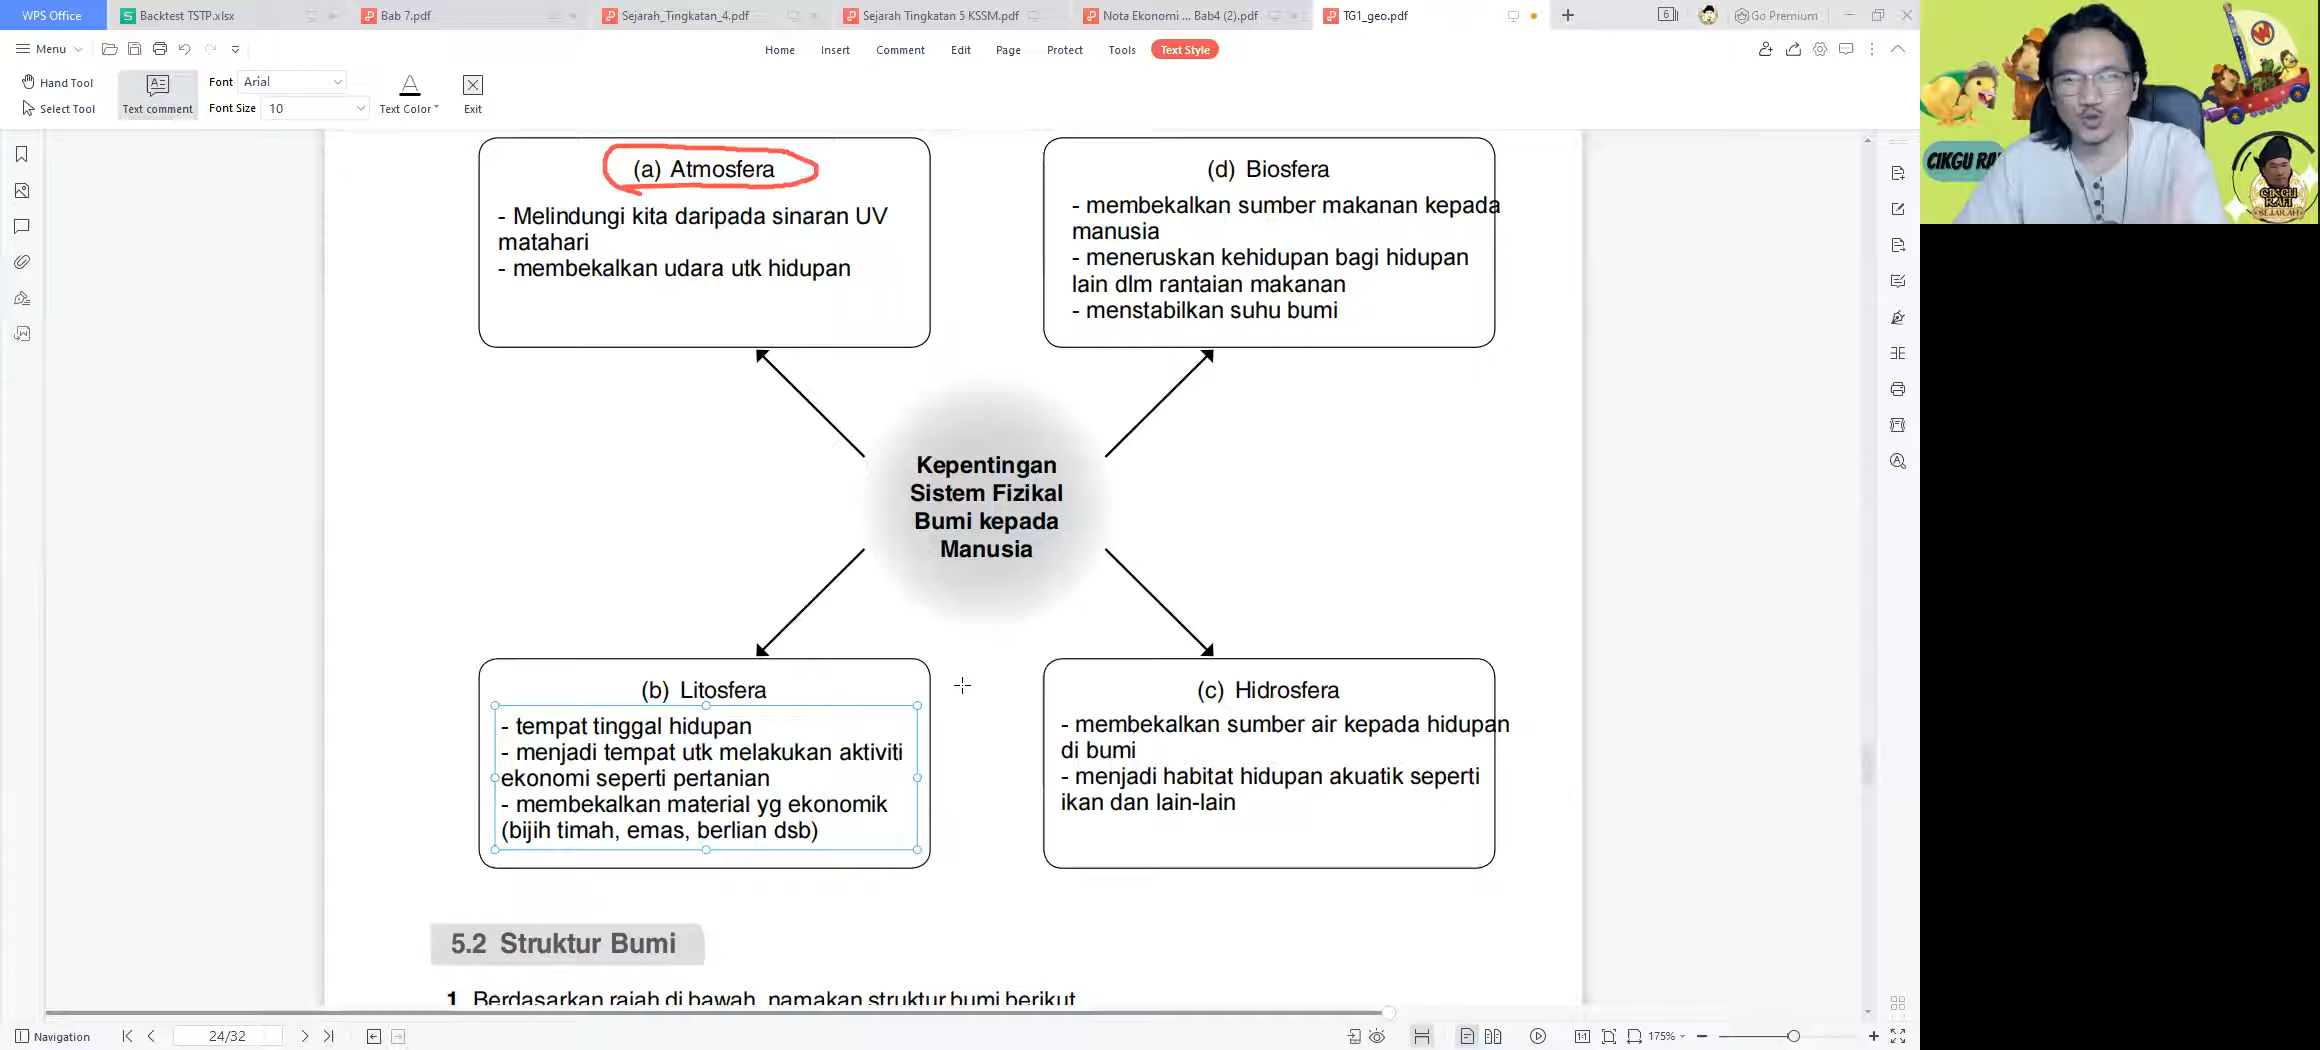 WPS Office
Backtest TSTP.xlsx
Bab 7.pdf
Sejarah_Tingkatan_4.pdf
Sejarah Tingkatan 5 KSSM.pdf
Nota Ekonomi ... Bab4 (2).pdf
TG1_geo.pdf
6
Go Premium
Menu
Home Insert Comment Edit Page Protect Tools Text Style
Hand Tool
Select Tool
Text comment
Font Arial
Font Size 10
Text Color
Exit
CIKGU RA
CIKGU
RAFI
SEJARAH
(a) Atmosfera
- Melindungi kita daripada sinaran UV
matahari
- membekalkan udara utk hidupan
(d) Biosfera
- membekalkan sumber makanan kepada
manusia
- meneruskan kehidupan bagi hidupan
lain dlm rantaian makanan
- menstabilkan suhu bumi
Kepentingan
Sistem Fizikal
Bumi kepada
Manusia
(b) Litosfera
- tempat tinggal hidupan
- menjadi tempat utk melakukan aktiviti
ekonomi seperti pertanian
- membekalkan material yg ekonomik
(bijih timah, emas, berlian dsb)
(c) Hidrosfera
- membekalkan sumber air kepada hidupan
di bumi
- menjadi habitat hidupan akuatik seperti
ikan dan lain-lain
5.2 Struktur Bumi
1 Berdasarkan rajah di bawah, namakan struktur bumi berikut
Navigation
24/32
175%